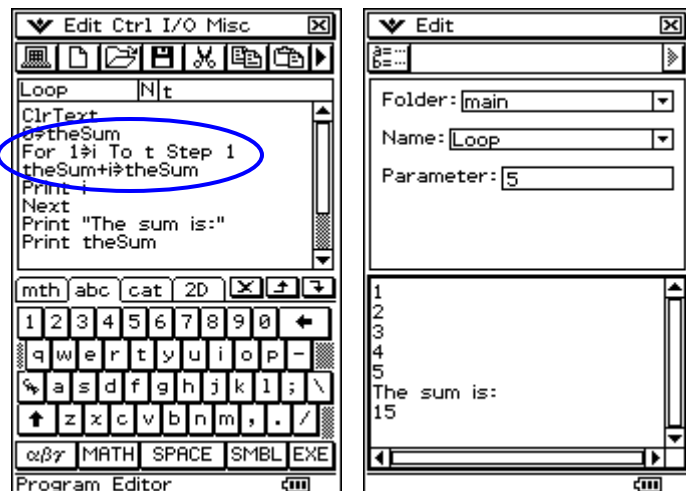 Edit Ctrl I/O Misc
Loop N t
ClrText
0⇒theSum
For 1⇒i To t Step 1
theSum+i⇒theSum
Print i
Next
Print "The sum is:"
Print theSum
mth abc cat 2D
1 2 3 4 5 6 7 8 9 0
q w e r t y u i o p -
a s d f g h j k l ; \
z x c v b n m , . /
αβγ MATH SPACE SMBL EXE
Program Editor
Edit
Folder: main
Name: Loop
Parameter: 5
1
2
3
4
5
The sum is:
15